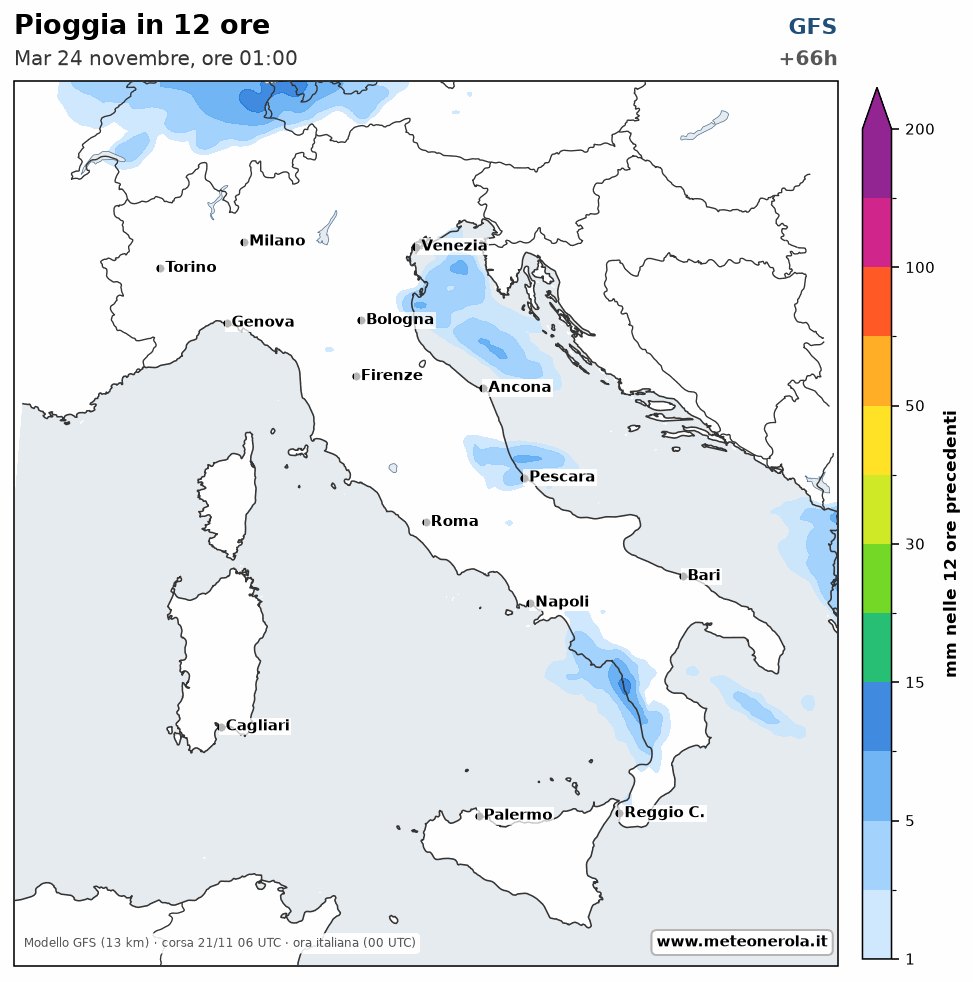 Pioggia in 12 ore
GFS
Mar 24 novembre, ore 01:00
+66h
Milano
Torino
Venezia
Genova
Bologna
Firenze
Ancona
Pescara
Roma
Bari
Napoli
Cagliari
Palermo
Reggio C.
200
100
50
30
15
5
1
mm nelle 12 ore precedenti
Modello GFS (13 km) · corsa 21/11 06 UTC · ora italiana (00 UTC)
www.meteonerola.it